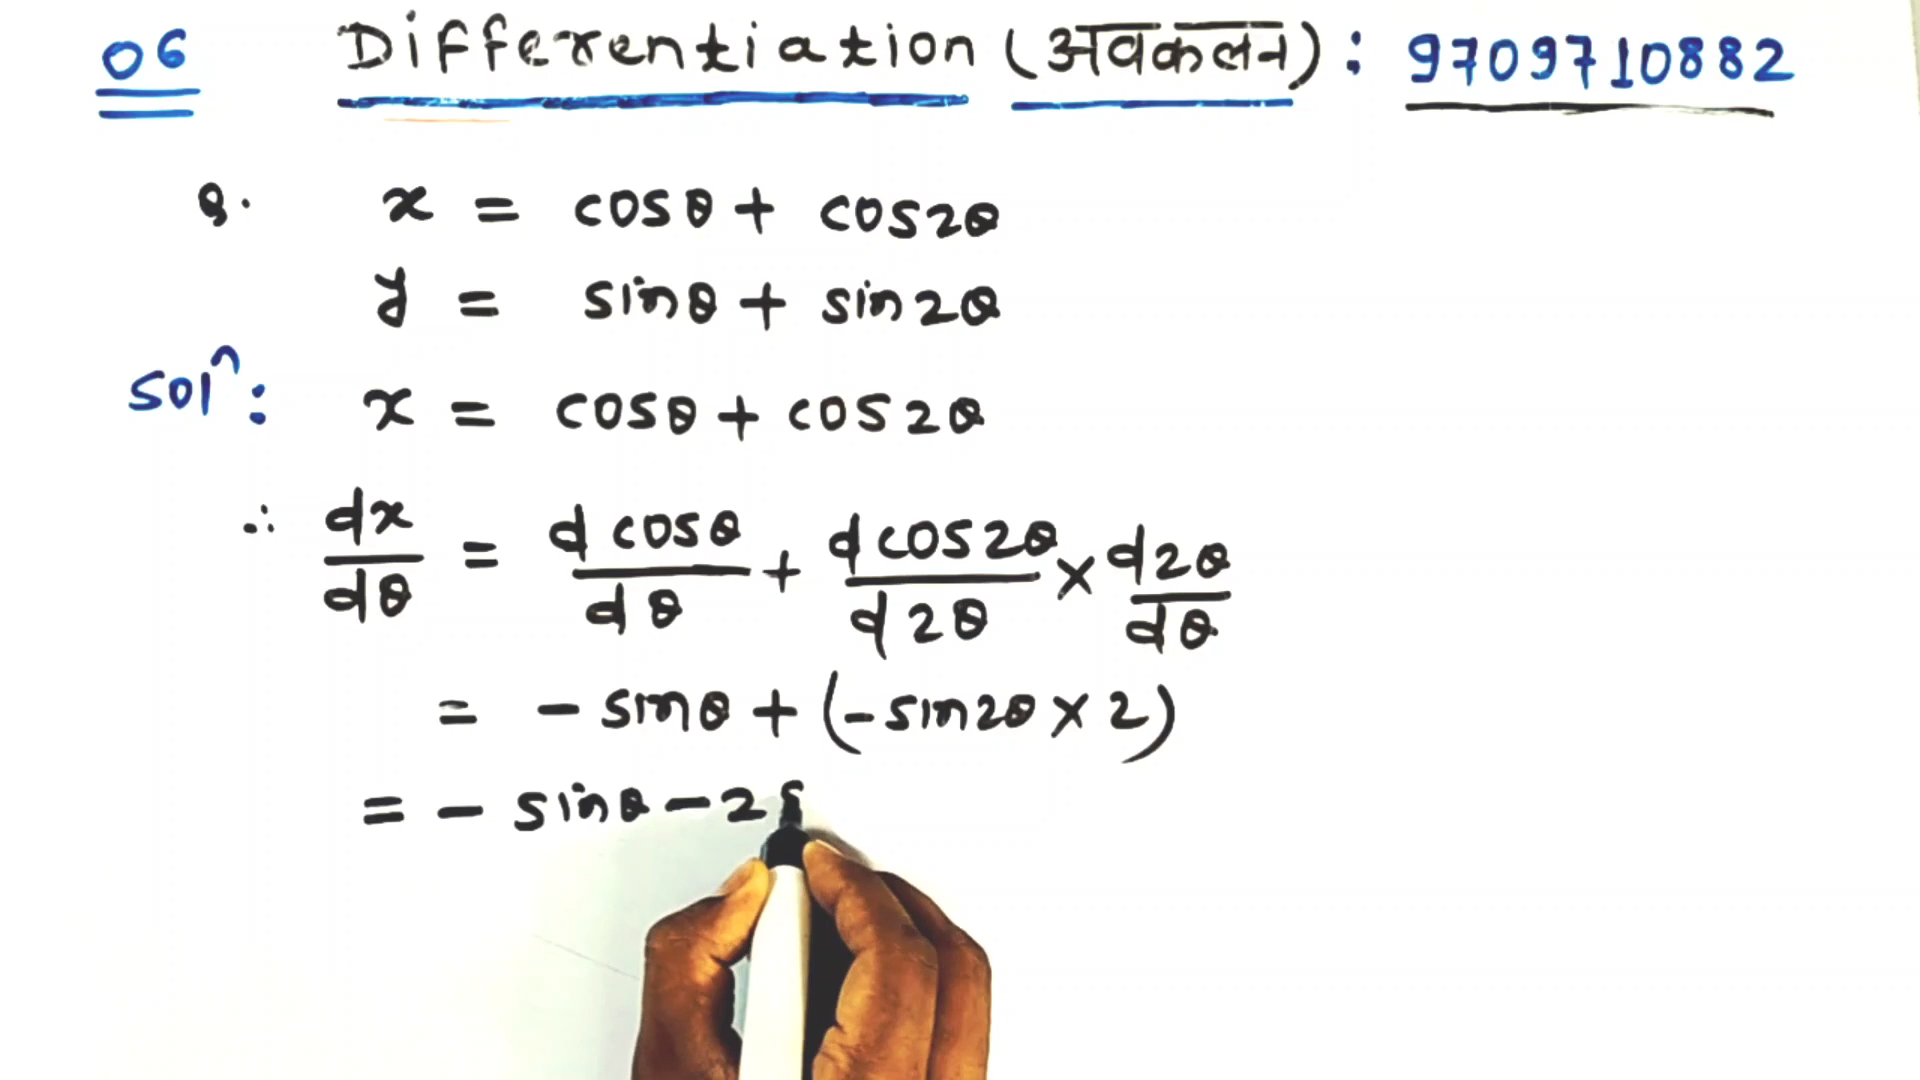 06 Differentiation (अवकलन) : 9709710882
Q. x = cosθ + cos2θ
y = sinθ + sin2θ
Solⁿ: x = cosθ + cos2θ
∴ dx/dθ = d cosθ/dθ + d cos2θ/d2θ × d2θ/dθ
= - sinθ + (- sin2θ × 2)
= - sinθ - 2s